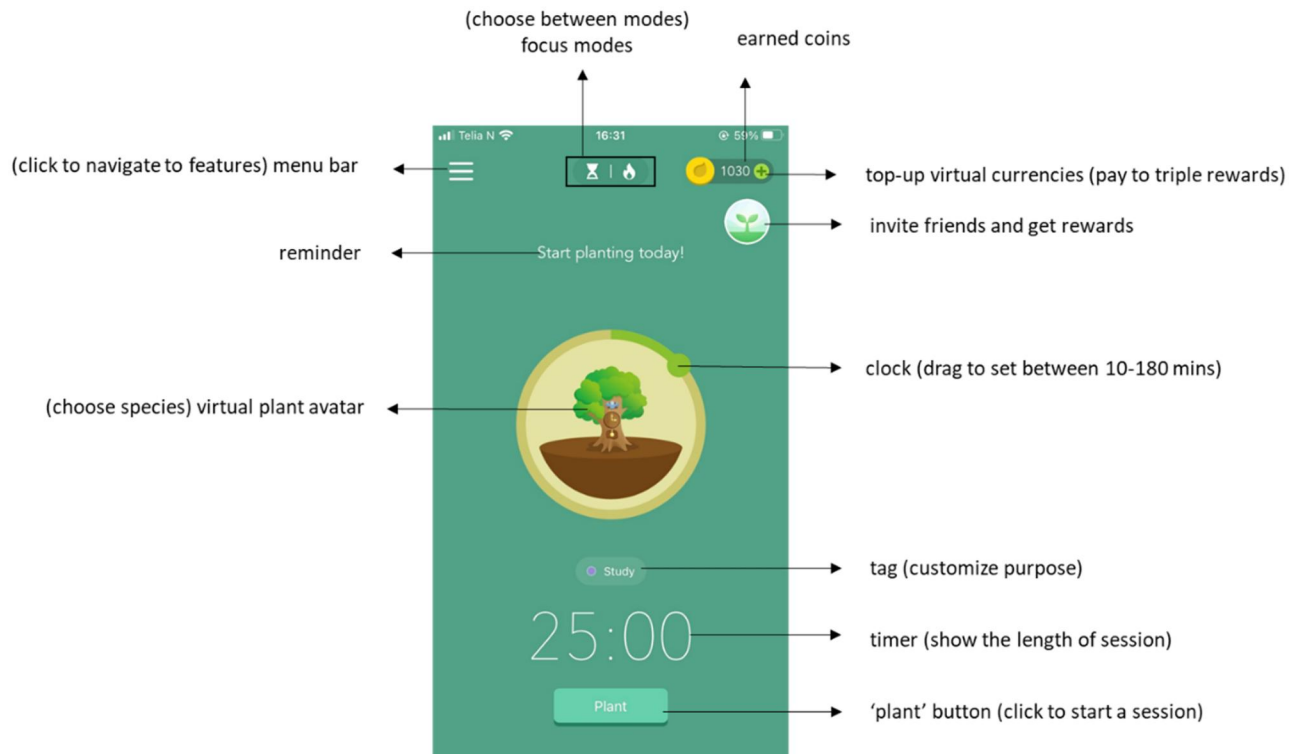 (choose between modes)
focus modes
earned coins
Telia N
16:31
59%
(click to navigate to features) menu bar
1030
top-up virtual currencies (pay to triple rewards)
invite friends and get rewards
reminder
Start planting today!
clock (drag to set between 10-180 mins)
(choose species) virtual plant avatar
Study
tag (customize purpose)
25:00
timer (show the length of session)
Plant
‘plant’ button (click to start a session)